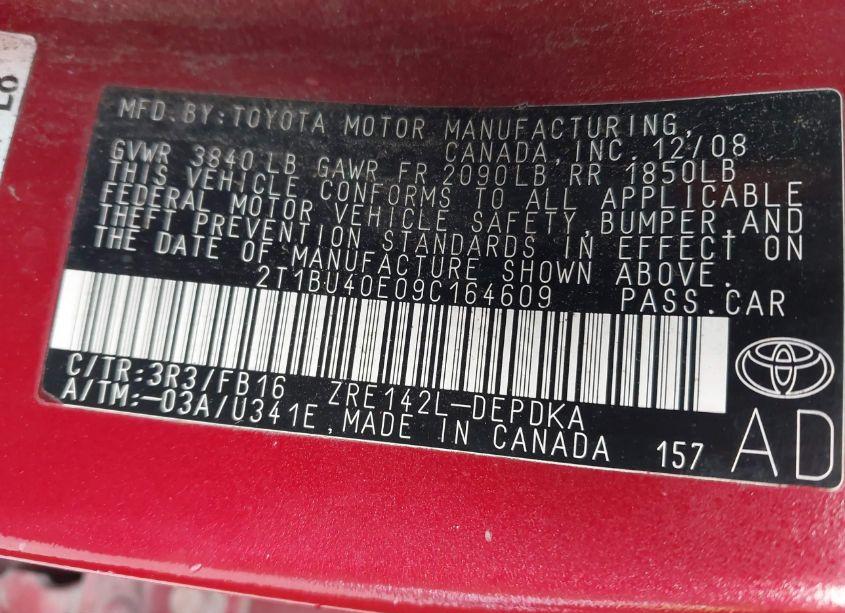 MFD. BY: TOYOTA MOTOR MANUFACTURING,
CANADA, INC. 12/08
GVWR 3840 LB GAWR FR 2090LB RR 1850LB
THIS VEHICLE CONFORMS TO ALL APPLICABLE
FEDERAL MOTOR VEHICLE SAFETY, BUMPER, AND
THEFT PREVENTION STANDARDS IN EFFECT ON
THE DATE OF MANUFACTURE SHOWN ABOVE.
2T1BU40E09C164609 PASS.CAR
C/TR:3R3/FB16 ZRE142L-DEPDKA
A/TM:-03A/U341E, MADE IN CANADA 157
AD